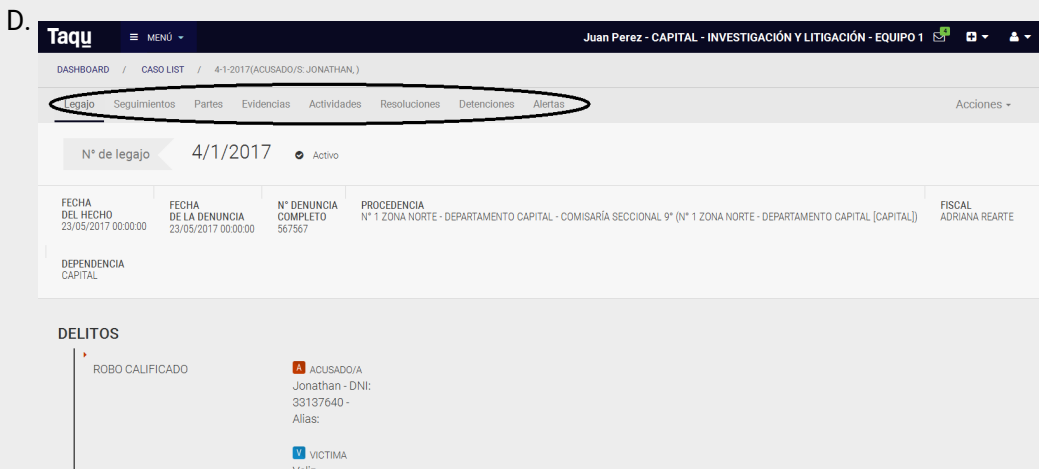 D.
Taqu MENÚ Juan Perez - CAPITAL - INVESTIGACIÓN Y LITIGACIÓN - EQUIPO 1
DASHBOARD / CASO LIST / 4-1-2017(ACUSADO/S: JONATHAN, )
Legajo Seguimientos Partes Evidencias Actividades Resoluciones Detenciones Alertas Acciones
N° de legajo 4/1/2017 Activo
FECHA DEL HECHO
23/05/2017 00:00:00
FECHA DE LA DENUNCIA
23/05/2017 00:00:00
N° DENUNCIA COMPLETO
567567
PROCEDENCIA
N° 1 ZONA NORTE - DEPARTAMENTO CAPITAL - COMISARÍA SECCIONAL 9° (N° 1 ZONA NORTE - DEPARTAMENTO CAPITAL [CAPITAL])
FISCAL
ADRIANA REARTE
DEPENDENCIA
CAPITAL
DELITOS
ROBO CALIFICADO
A ACUSADO/A
Jonathan - DNI:
33137640 -
Alias:
V VICTIMA